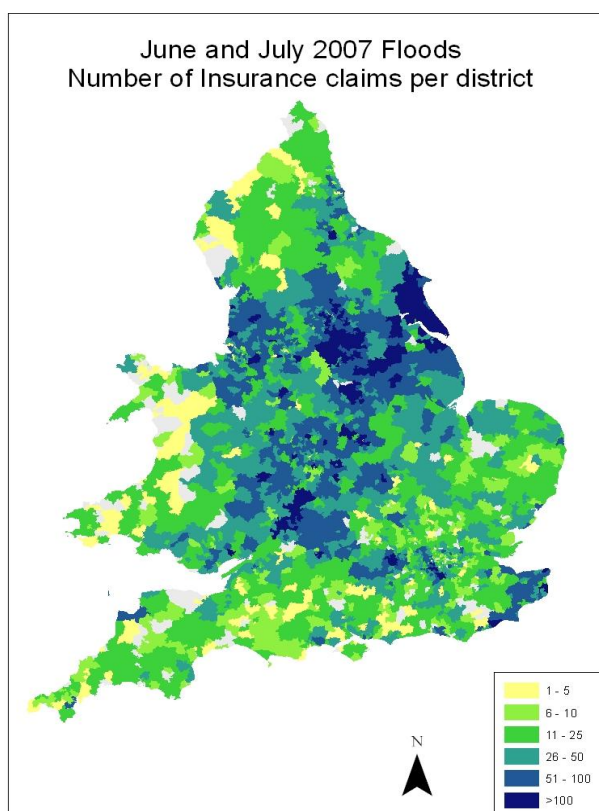 June and July 2007 Floods
Number of Insurance claims per district
N
1 - 5
6 - 10
11 - 25
26 - 50
51 - 100
>100